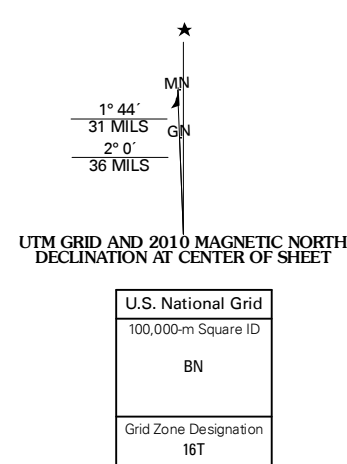 ★
MN
1° 44´
31 MILS
GN
2° 0´
36 MILS
UTM GRID AND 2010 MAGNETIC NORTH
DECLINATION AT CENTER OF SHEET
U.S. National Grid
100,000-m Square ID
BN
Grid Zone Designation
16T